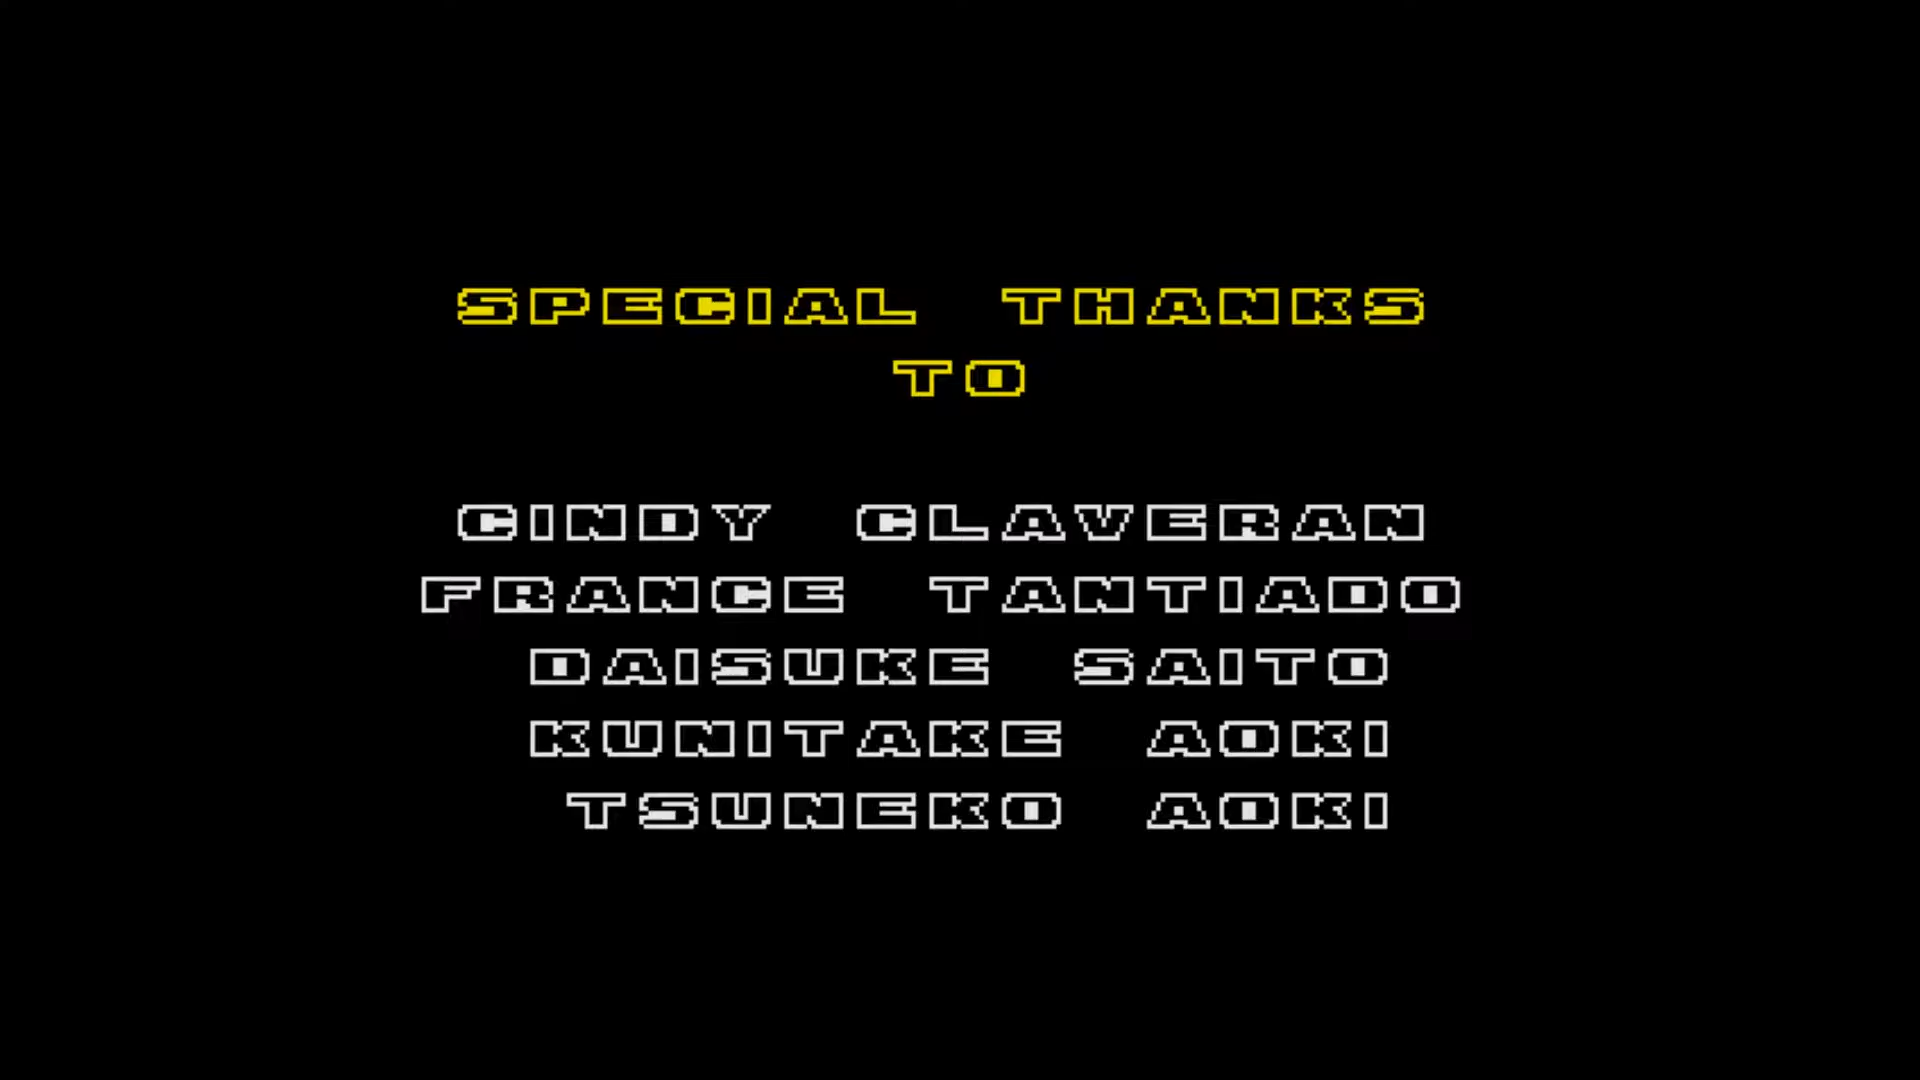 SPECIAL THANKS
TO
CINDY CLAVERAN
FRANCE TANTIADO
DAISUKE SAITO
KUNITAKE AOKI
TSUNEKO AOKI